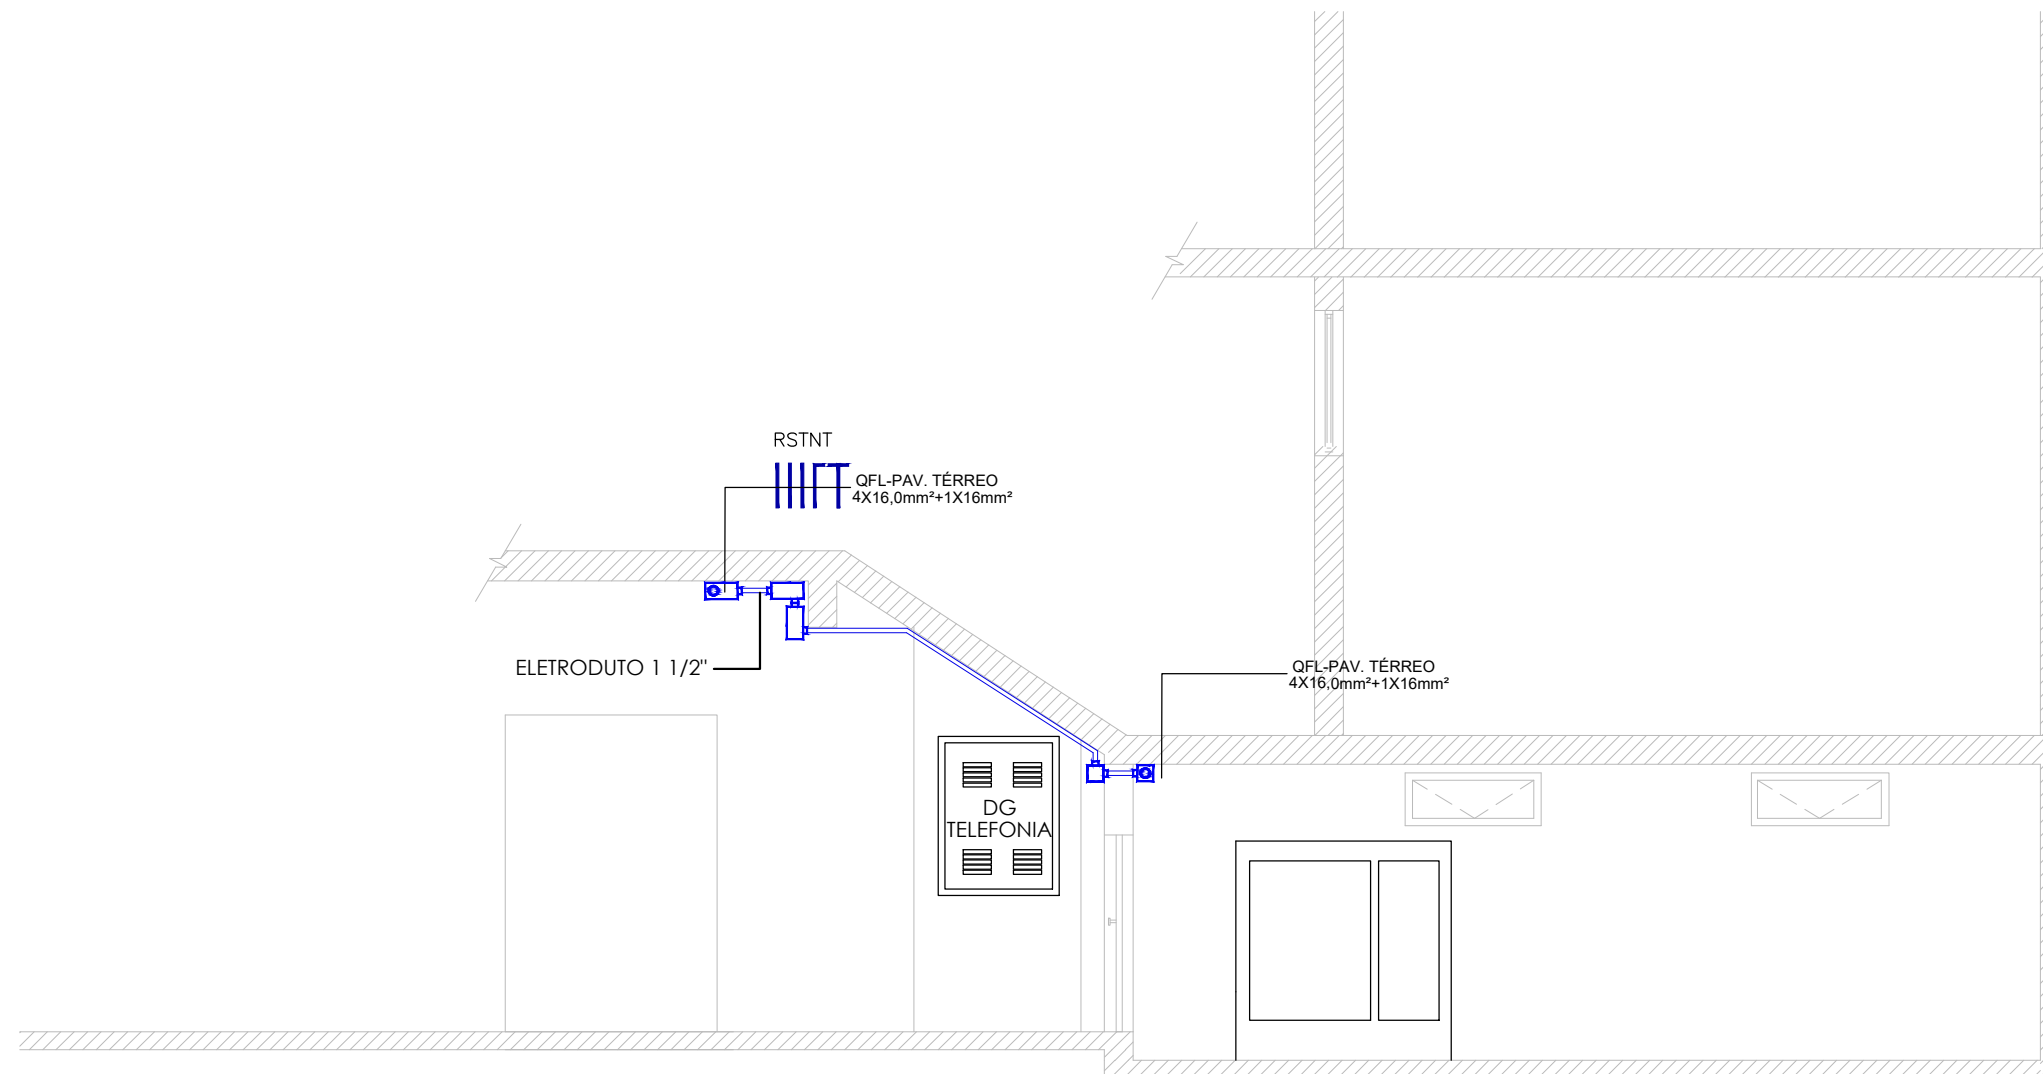 RSTNT
QFL-PAV. TÉRREO
4X16,0mm²+1X16mm²
ELETRODUTO 1 1/2"
QFL-PAV. TÉRREO
4X16,0mm²+1X16mm²
DG
TELEFONIA